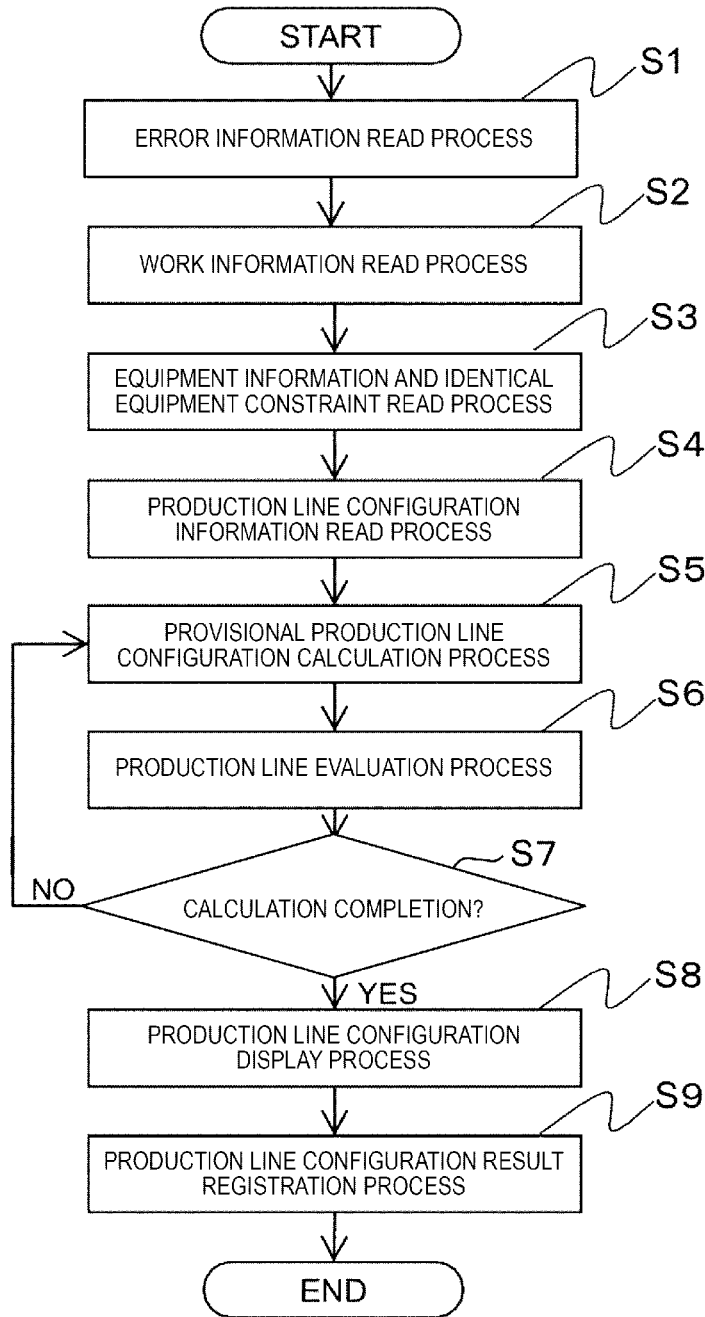 START
S1
ERROR INFORMATION READ PROCESS
S2
WORK INFORMATION READ PROCESS
S3
EQUIPMENT INFORMATION AND IDENTICAL
EQUIPMENT CONSTRAINT READ PROCESS
S4
PRODUCTION LINE CONFIGURATION
INFORMATION READ PROCESS
S5
PROVISIONAL PRODUCTION LINE
CONFIGURATION CALCULATION PROCESS
S6
PRODUCTION LINE EVALUATION PROCESS
S7
NO
CALCULATION COMPLETION?
YES
S8
PRODUCTION LINE CONFIGURATION
DISPLAY PROCESS
S9
PRODUCTION LINE CONFIGURATION RESULT
REGISTRATION PROCESS
END